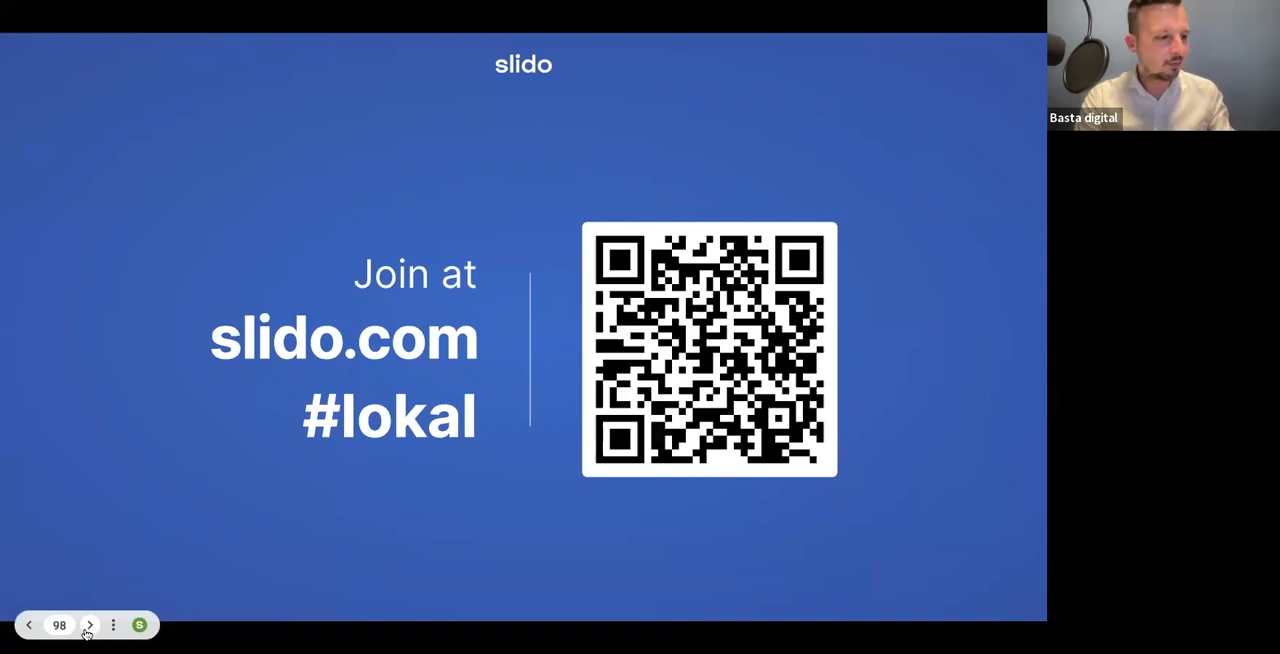 slido
Join at
slido.com
#lokal
Basta digital
98
S